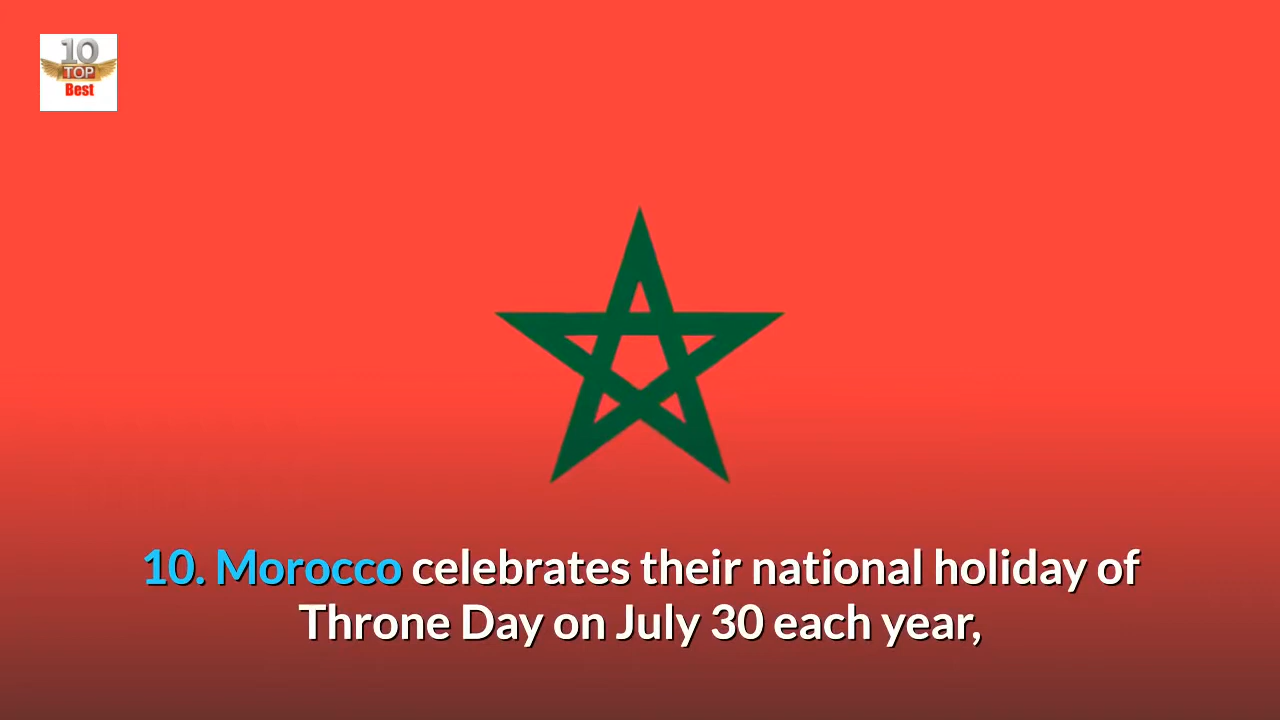 10
TOP
Best
10. Morocco celebrates their national holiday of
Throne Day on July 30 each year,